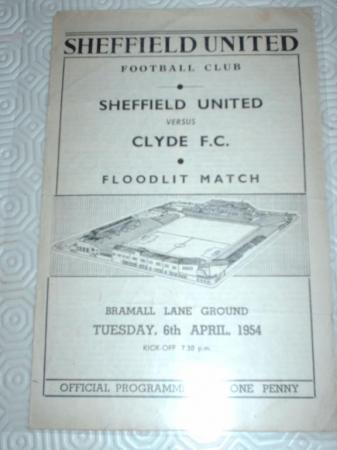 SHEFFIELD UNITED
FOOTBALL CLUB
SHEFFIELD UNITED
VERSUS
CLYDE F.C.
FLOODLIT MATCH
BRAMALL LANE GROUND
TUESDAY, 6th APRIL, 1954
KICK-OFF 7.30 p.m.
OFFICIAL PROGRAMME ONE PENNY